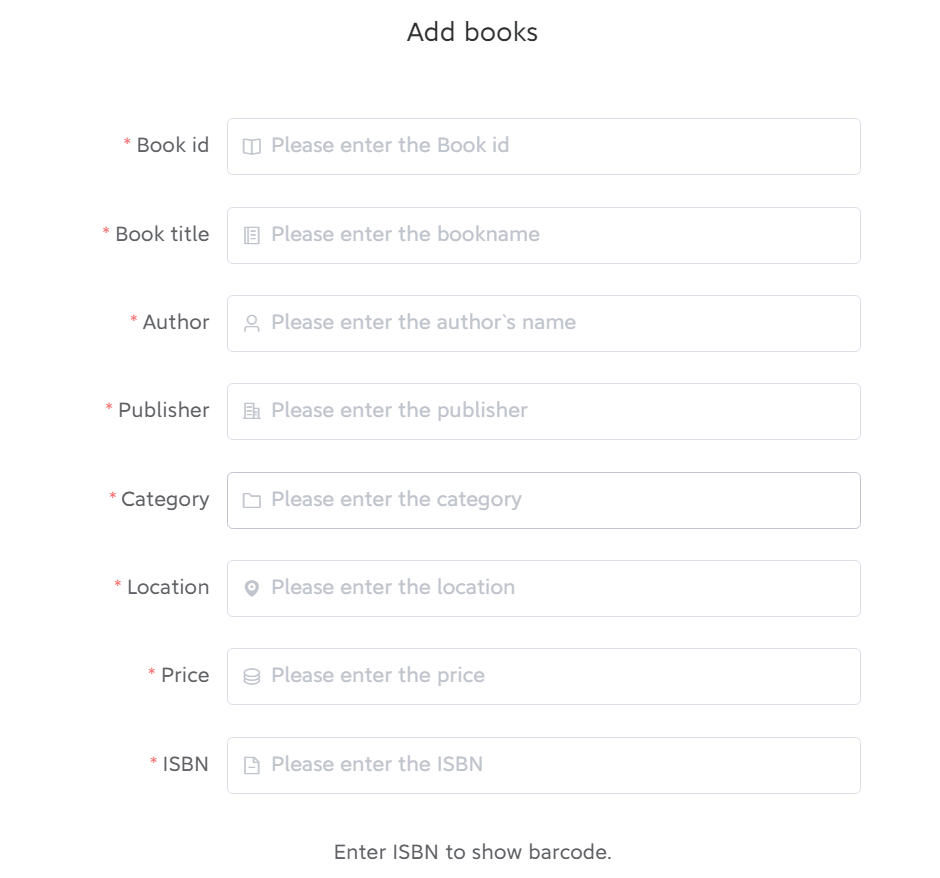 Add books
* Book id
Please enter the Book id
* Book title
Please enter the bookname
* Author
Please enter the author`s name
* Publisher
Please enter the publisher
* Category
Please enter the category
* Location
Please enter the location
* Price
Please enter the price
* ISBN
Please enter the ISBN
Enter ISBN to show barcode.